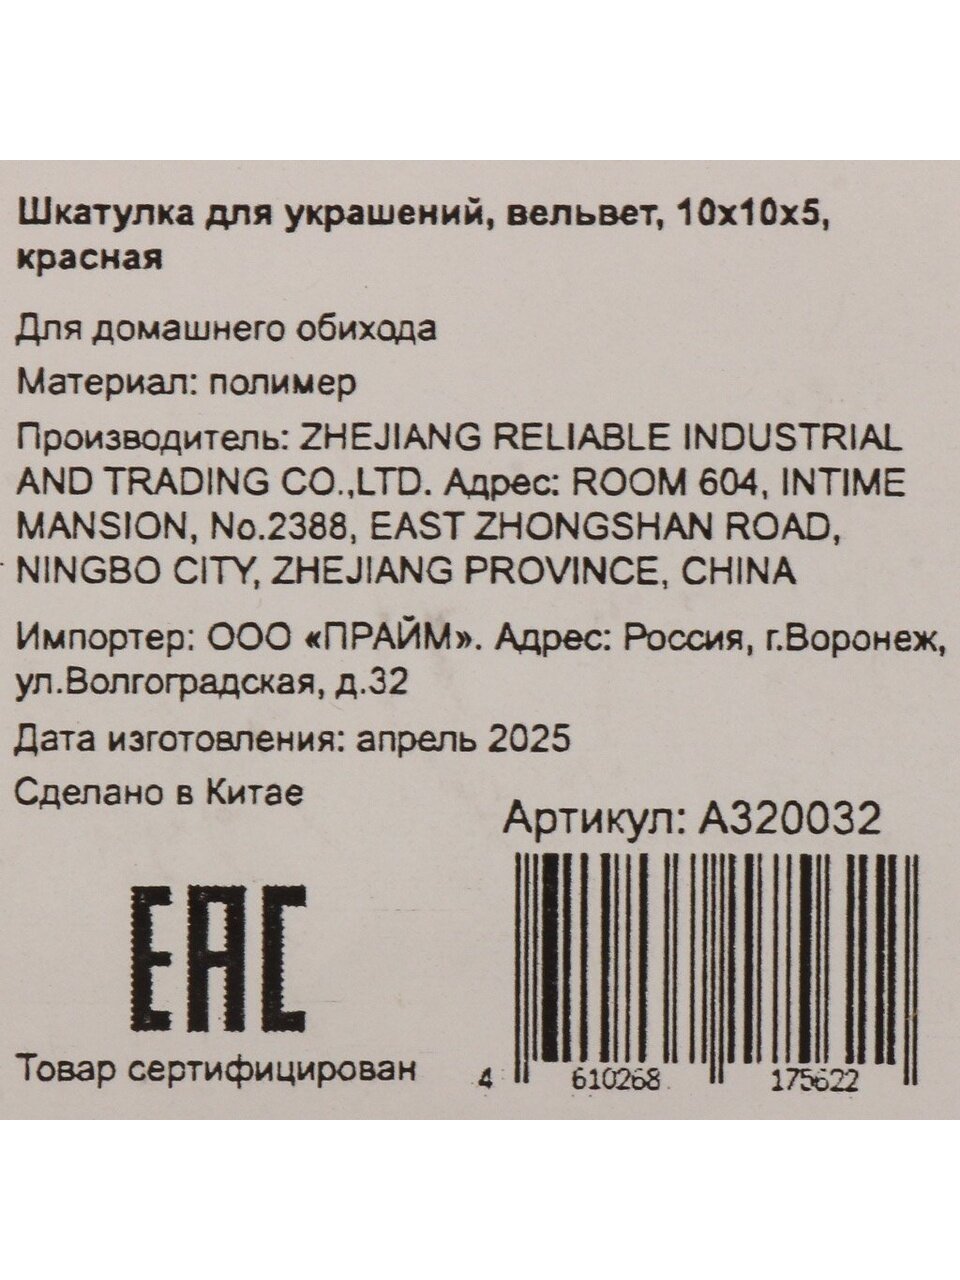 Шкатулка для украшений, вельвет, 10х10х5,
красная
Для домашнего обихода
Материал: полимер
Производитель: ZHEJIANG RELIABLE INDUSTRIAL
AND TRADING CO.,LTD. Адрес: ROOM 604, INTIME
MANSION, No.2388, EAST ZHONGSHAN ROAD,
NINGBO CITY, ZHEJIANG PROVINCE, CHINA
Импортер: ООО «ПРАЙМ». Адрес: Россия, г.Воронеж,
ул.Волгоградская, д.32
Дата изготовления: апрель 2025
Сделано в Китае
Артикул: А320032
EAC
Товар сертифицирован
4 610268 175622